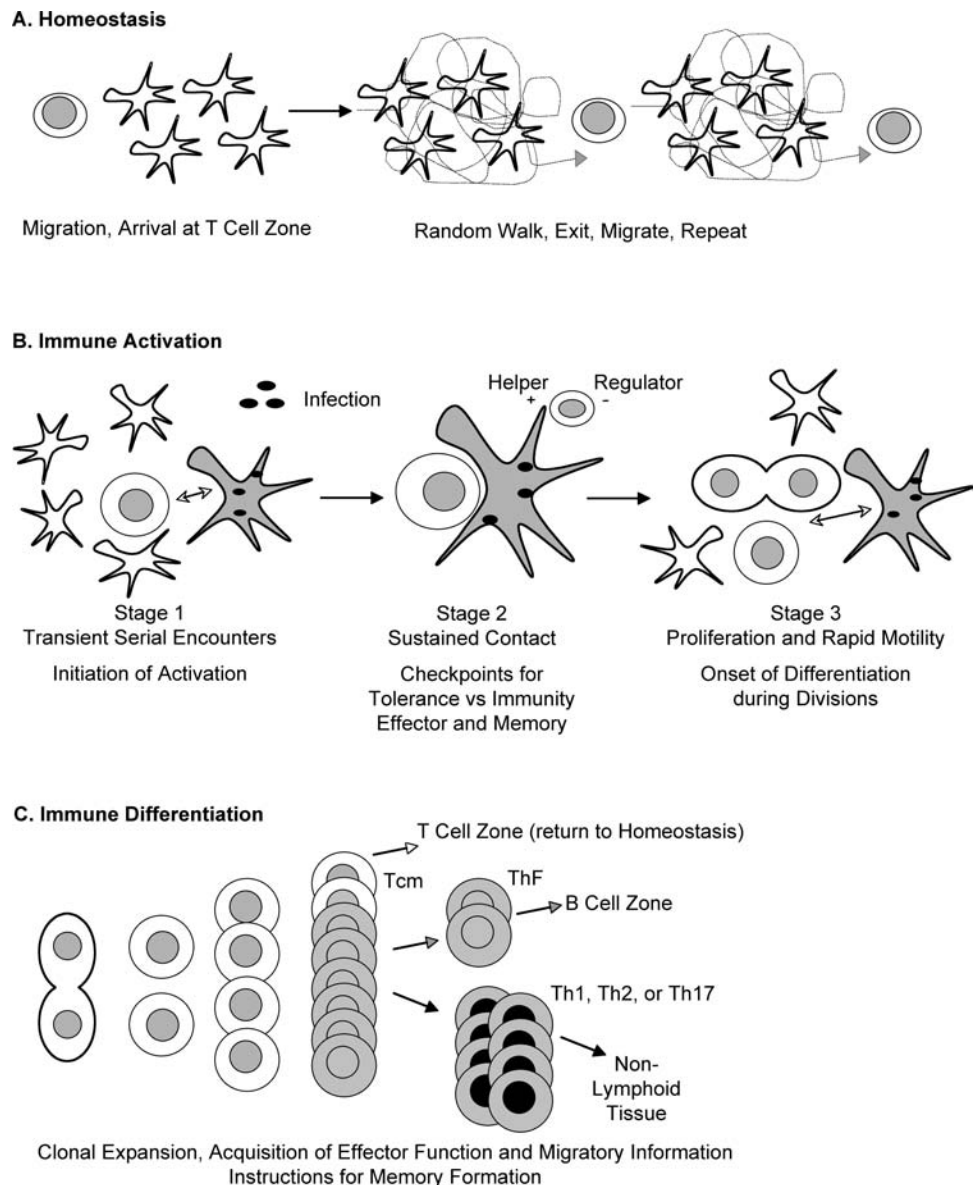 A. Homeostasis
Migration, Arrival at T Cell Zone
Random Walk, Exit, Migrate, Repeat
B. Immune Activation
Infection
Helper
+
Regulator
-
Stage 1
Transient Serial Encounters
Initiation of Activation
Stage 2
Sustained Contact
Checkpoints for
Tolerance vs Immunity
Effector and Memory
Stage 3
Proliferation and Rapid Motility
Onset of Differentiation
during Divisions
C. Immune Differentiation
T Cell Zone (return to Homeostasis)
Tcm
ThF
B Cell Zone
Th1, Th2, or Th17
Non-
Lymphoid
Tissue
Clonal Expansion, Acquisition of Effector Function and Migratory Information
Instructions for Memory Formation